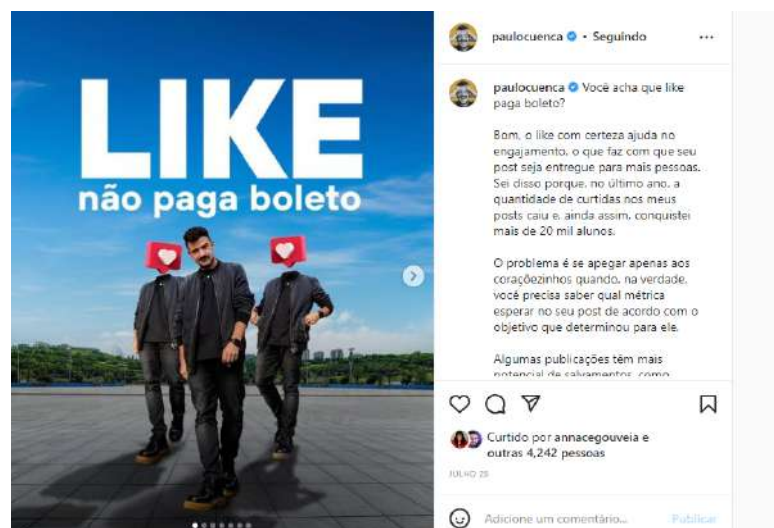 LIKE
não paga boleto
paulocuenca • Seguindo
paulocuenca Você acha que like
paga boleto?
Bom, o like com certeza ajuda no
engajamento, o que faz com que seu
post seja entregue para mais pessoas.
Sei disso porque, no último ano, a
quantidade de curtidas nos meus
posts caiu e, ainda assim, conquistei
mais de 20 mil alunos.
O problema é se apegar apenas aos
coraçõezinhos quando, na verdade,
você precisa saber qual métrica
esperar no seu post de acordo com o
objetivo que determinou para ele.
Algumas publicações têm mais
potencial de salvamentos, como
Curtido por annacegouveia e
outras 4,242 pessoas
JULHO 28
Adicione um comentário...
Publicar